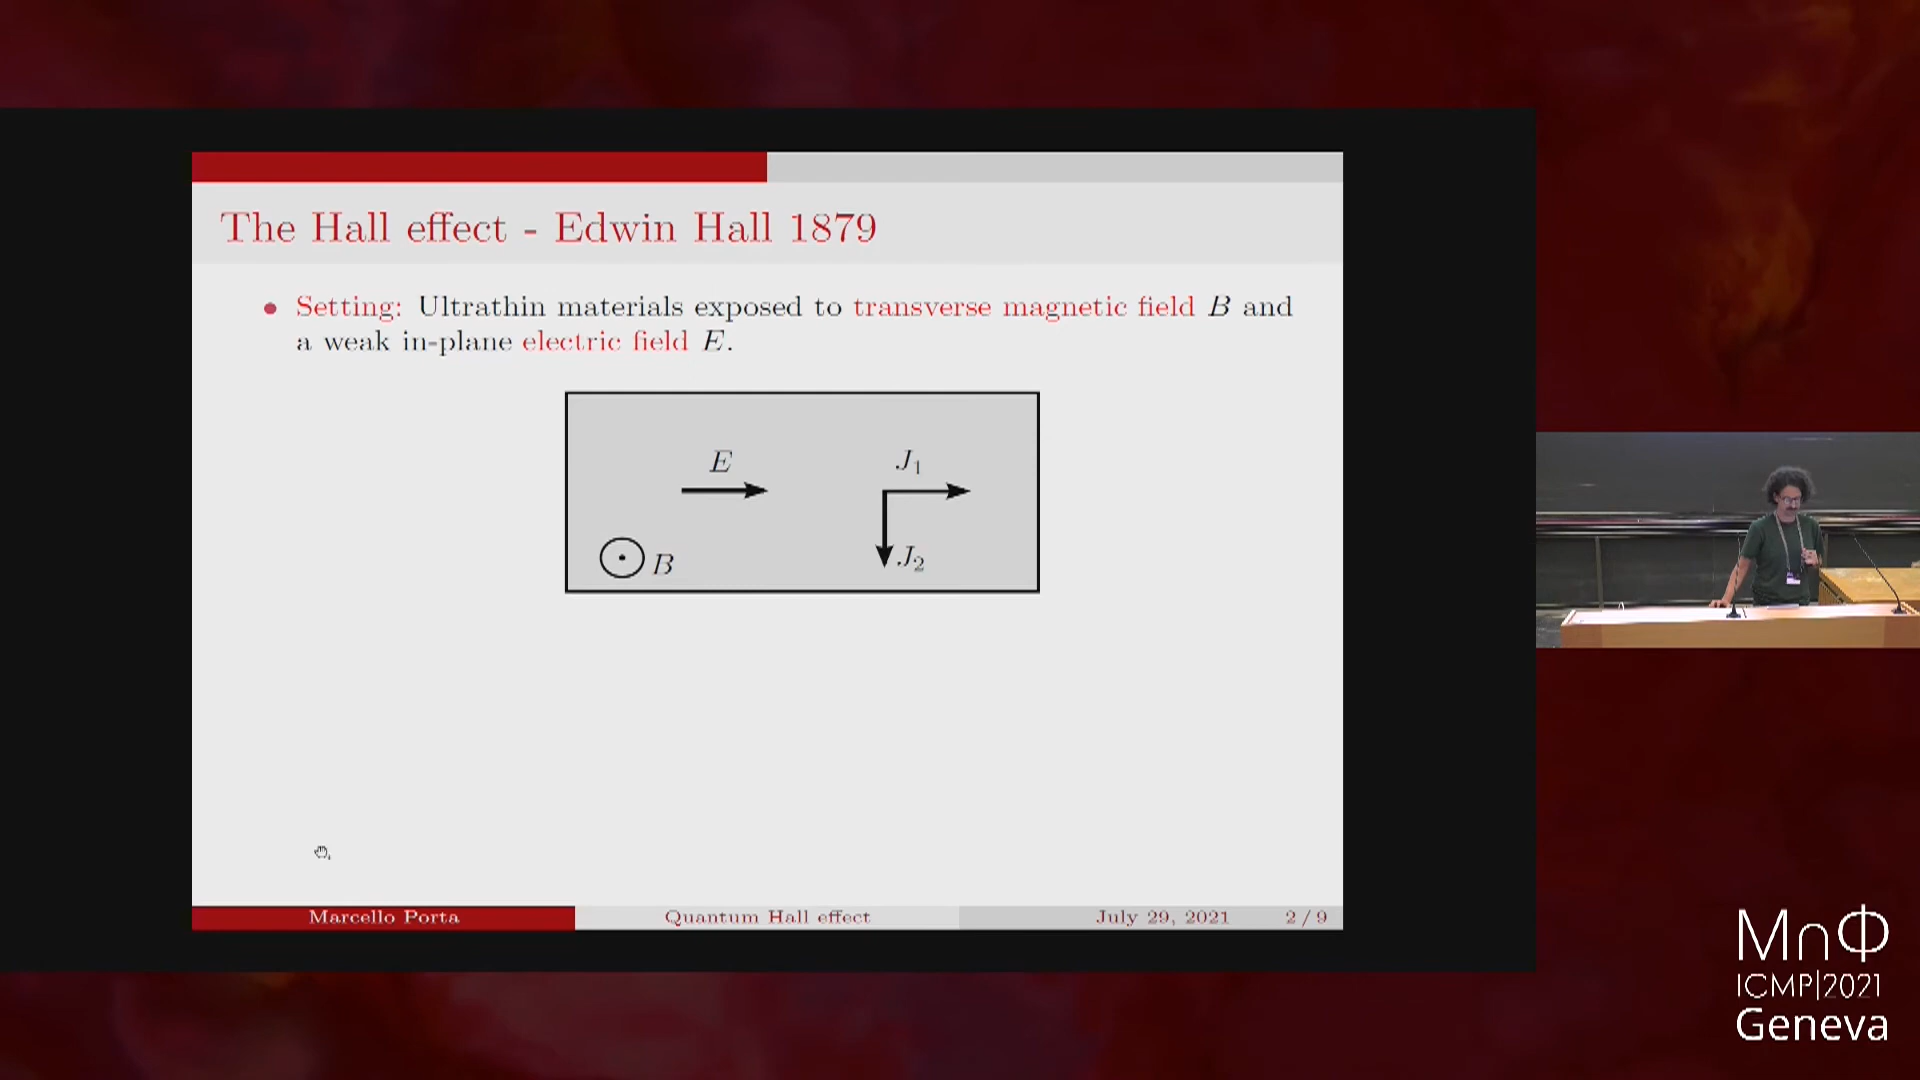 The Hall effect - Edwin Hall 1879
• Setting: Ultrathin materials exposed to transverse magnetic field B and
a weak in-plane electric field E.
E
J₁
B
J₂
Marcello Porta
Quantum Hall effect
July 29, 2021
2 / 9
M∩Φ
ICMP|2021
Geneva